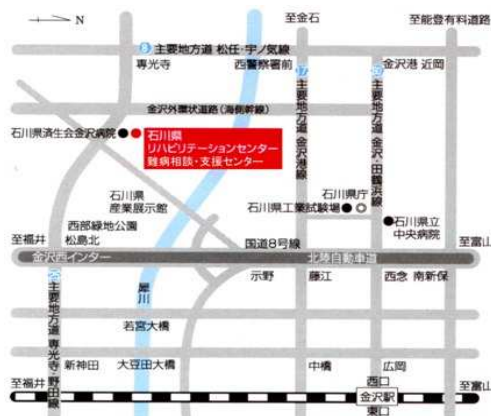 N
至金石
至能登有料道路
8 主要地方道 松任・宇ノ気線
専光寺
西警察署前
金沢港 近岡
17
主要地方道 金沢港線
主要地方道 金沢・田鶴浜線
金沢外環状道路(海側幹線)
石川県済生会金沢病院
石川県
リハビリテーションセンター
難病相談・支援センター
石川県
産業展示館
石川県庁
石川県工業試験場
石川県立
中央病院
西部緑地公園
至福井
松島北
国道8号線
至富山
金沢西インター
北陸自動車道
25
主要地方道 専光寺・野田線
犀川
示野
藤江
西念 南新保
若宮大橋
新神田
大豆田大橋
中橋
広岡
至福井
西口
金沢駅
東口
至富山